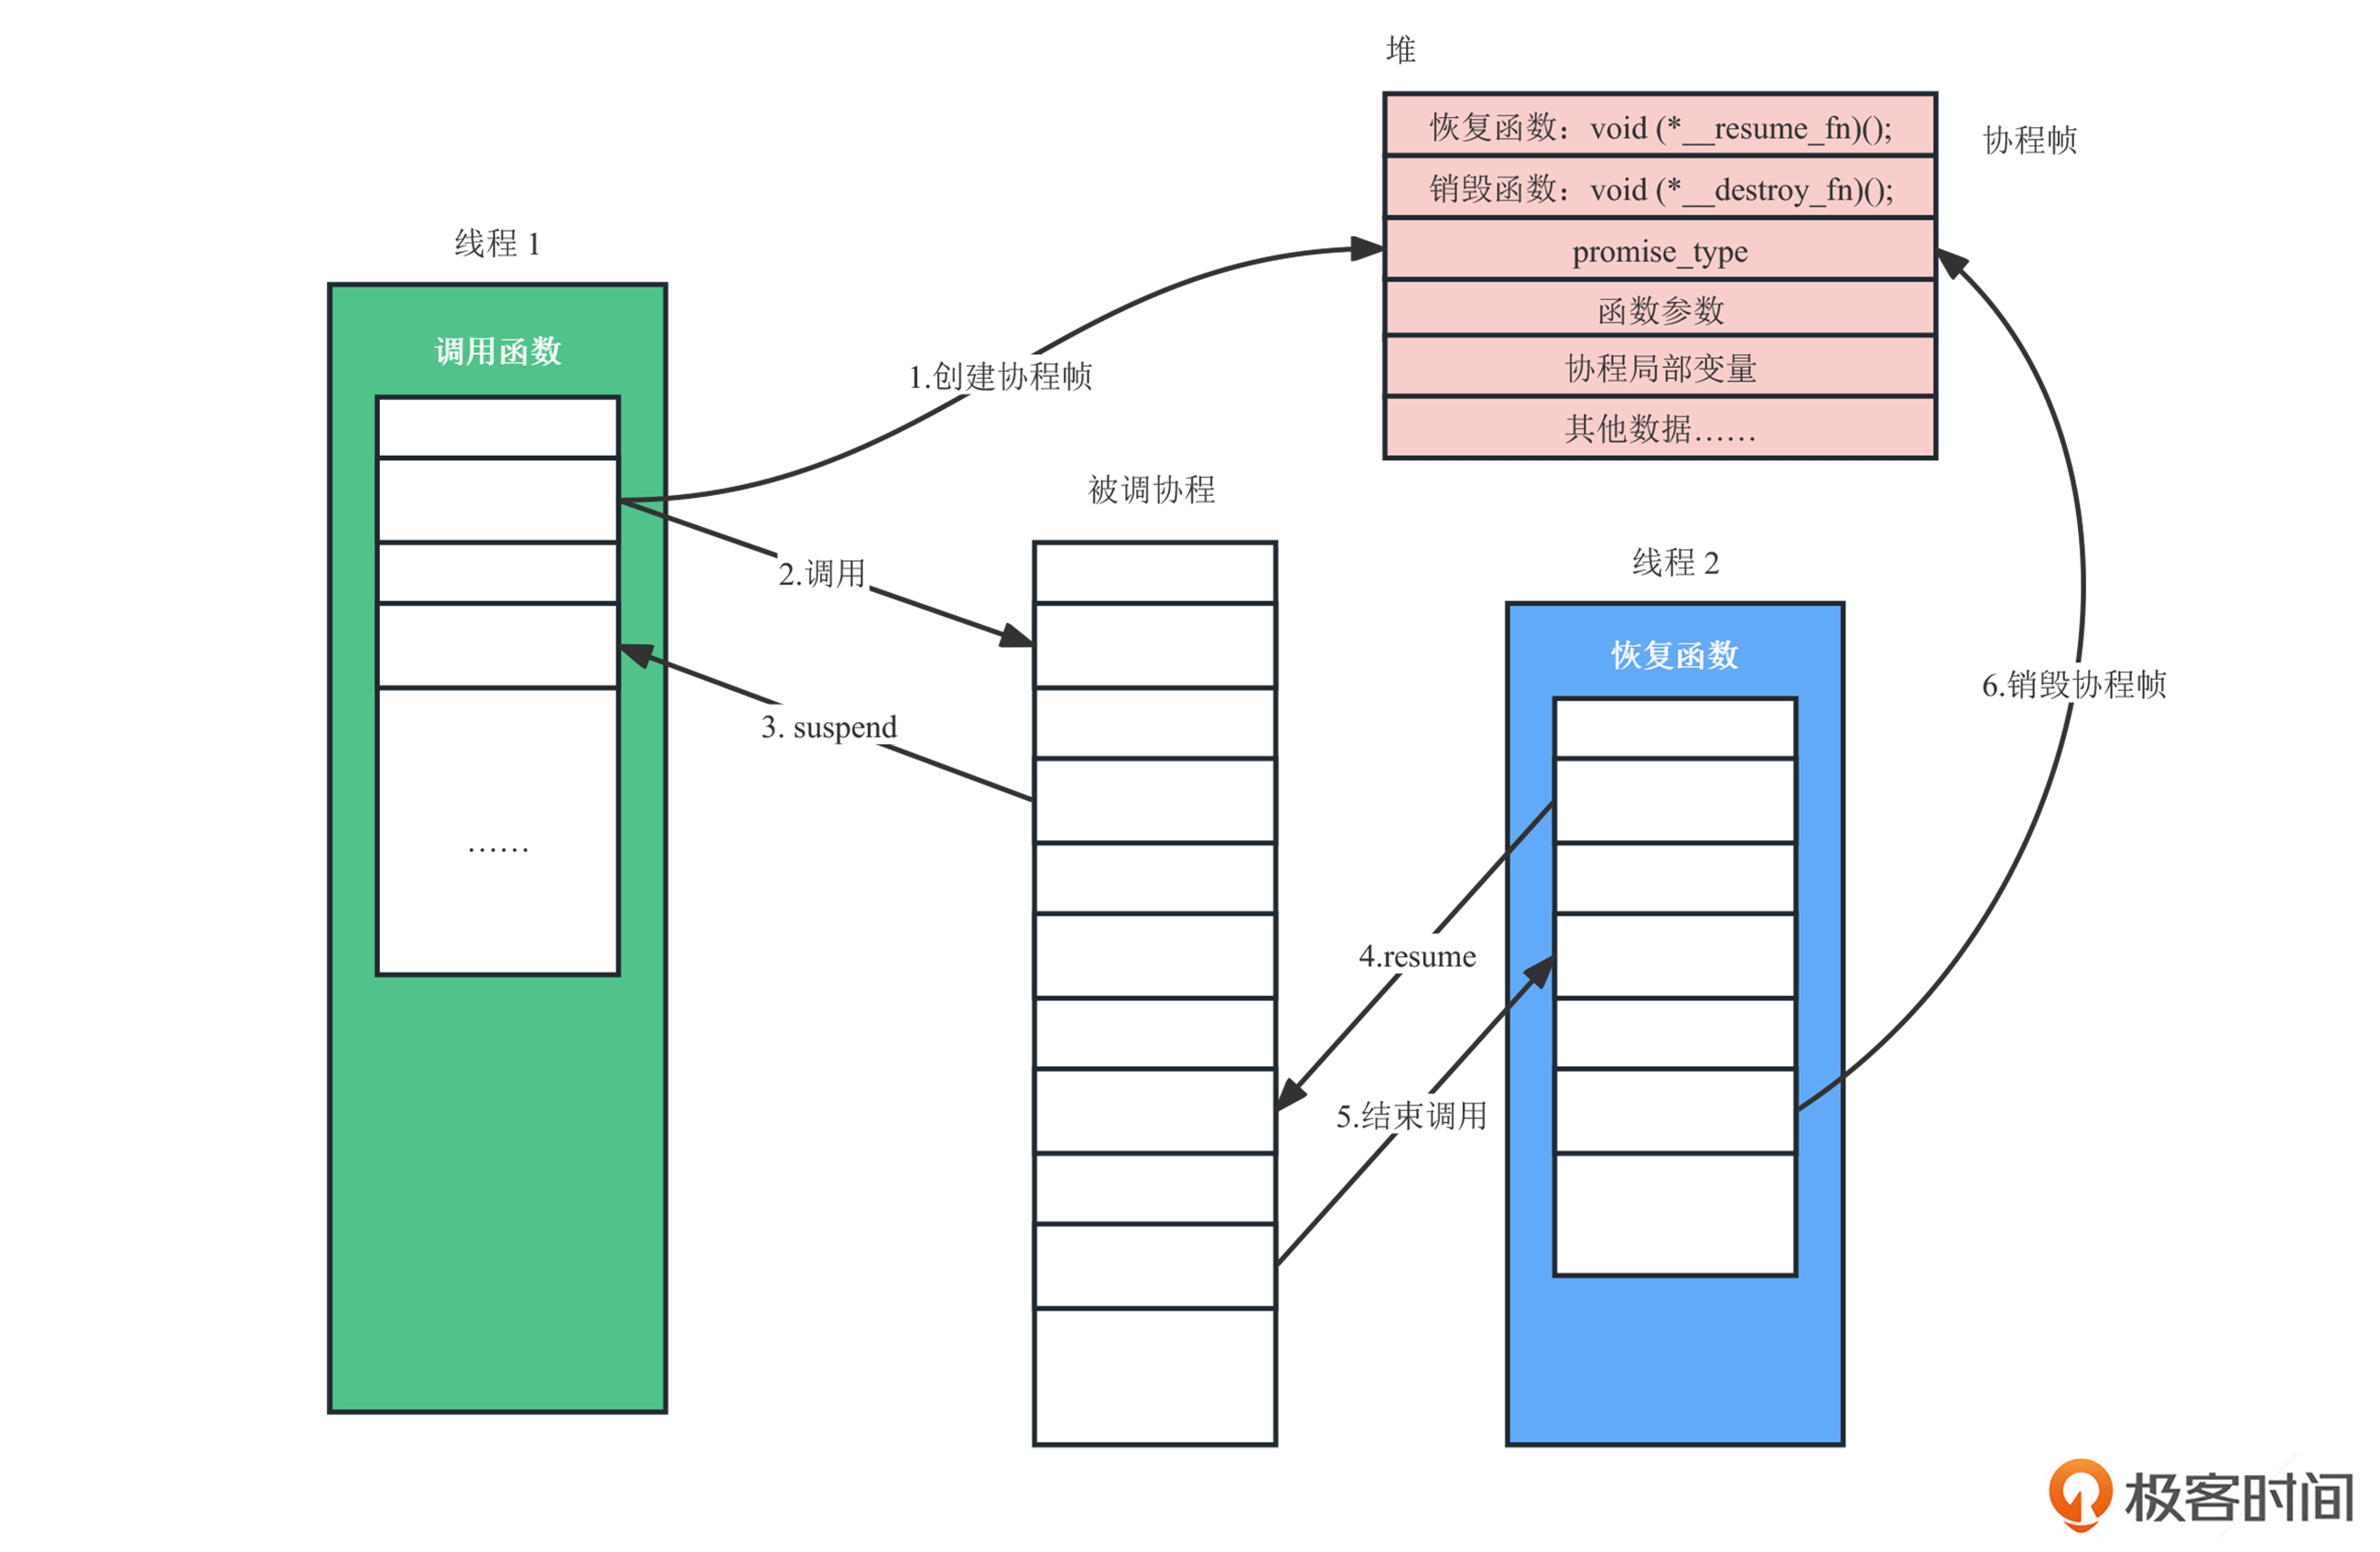 堆
恢复函数：void (*__resume_fn)();
协程帧
销毁函数：void (*__destroy_fn)();
promise_type
函数参数
协程局部变量
其他数据……
线程 1
调用函数
……
1.创建协程帧
被调协程
2.调用
3. suspend
线程 2
恢复函数
4.resume
5.结束调用
6.销毁协程帧
极客时间